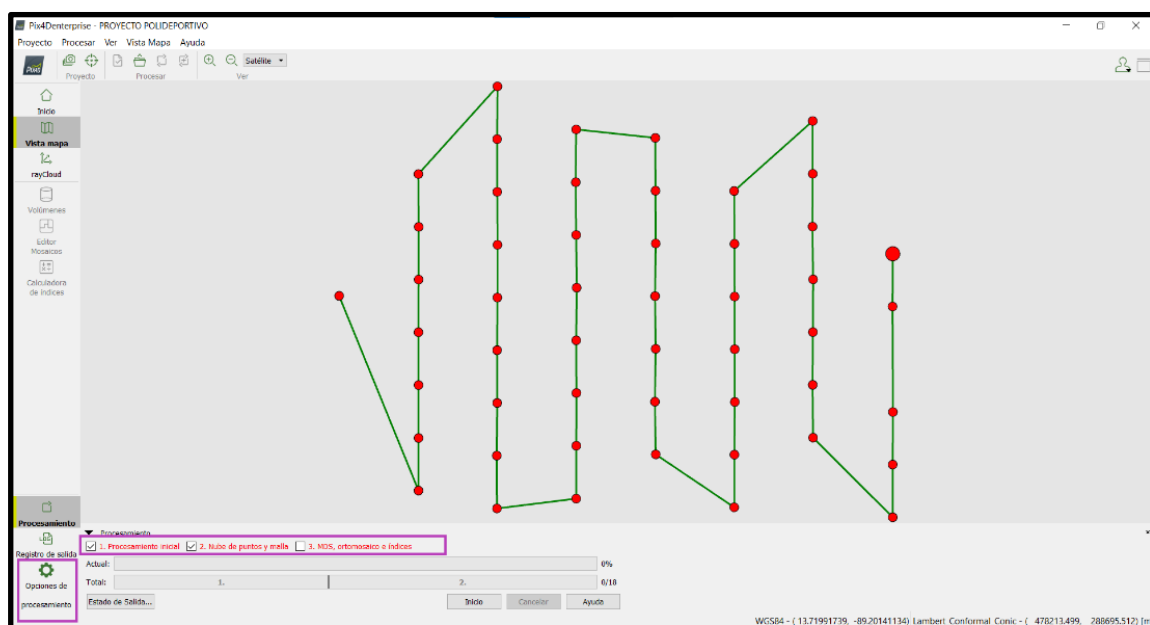 Pix4Denterprise - PROYECTO POLIDEPORTIVO
Proyecto Procesar Ver Vista Mapa Ayuda
Satélite
Proyecto Procesar Ver
Inicio
Vista mapa
rayCloud
Volúmenes
Editor
Mosaicos
Calculadora
de índices
Procesamiento
Registro de salida
Opciones de
procesamiento
Procesamiento
1. Procesamiento inicial 2. Nube de puntos y malla 3. MDS, ortomosaico e índices
Actual: 0%
Total: 1. 2. 0/18
Estado de Salida... Inicio Cancelar Ayuda
WGS84 - ( 13.71991739, -89.20141134) Lambert Conformal Conic - ( 478213.499, 288695.512) [m